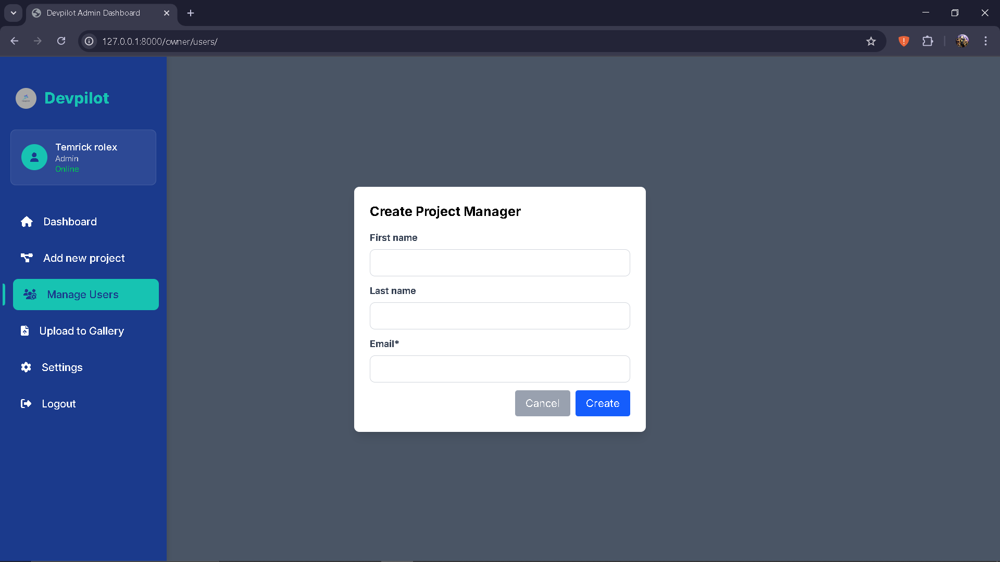 Devpilot Admin Dashboard
127.0.0.1:8000/owner/users/
Devpilot
Temrick rolex
Admin
Online
Dashboard
Add new project
Manage Users
Upload to Gallery
Settings
Logout
Create Project Manager
First name
Last name
Email*
Cancel
Create